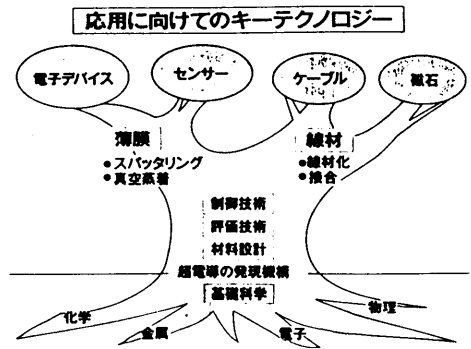 応用に向けてのキーテクノロジー
電子デバイス
センサー
ケーブル
磁石
薄膜
●スパッタリング
●真空蒸着
線材
●線材化
●接合
制御技術
評価技術
材料設計
超電導の発現機構
基礎科学
化学
金属
電子
物理